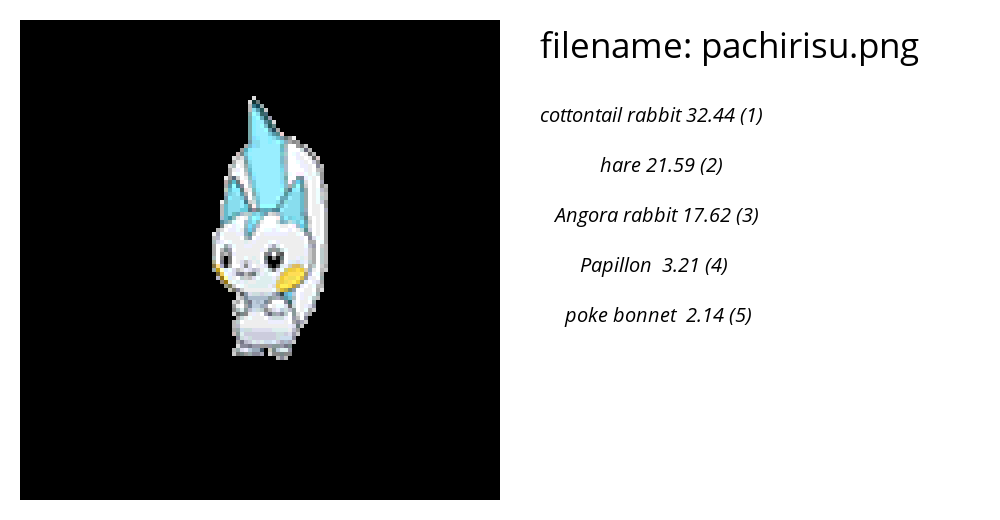 filename: pachirisu.png
cottontail rabbit 32.44 (1)
hare 21.59 (2)
Angora rabbit 17.62 (3)
Papillon  3.21 (4)
poke bonnet  2.14 (5)